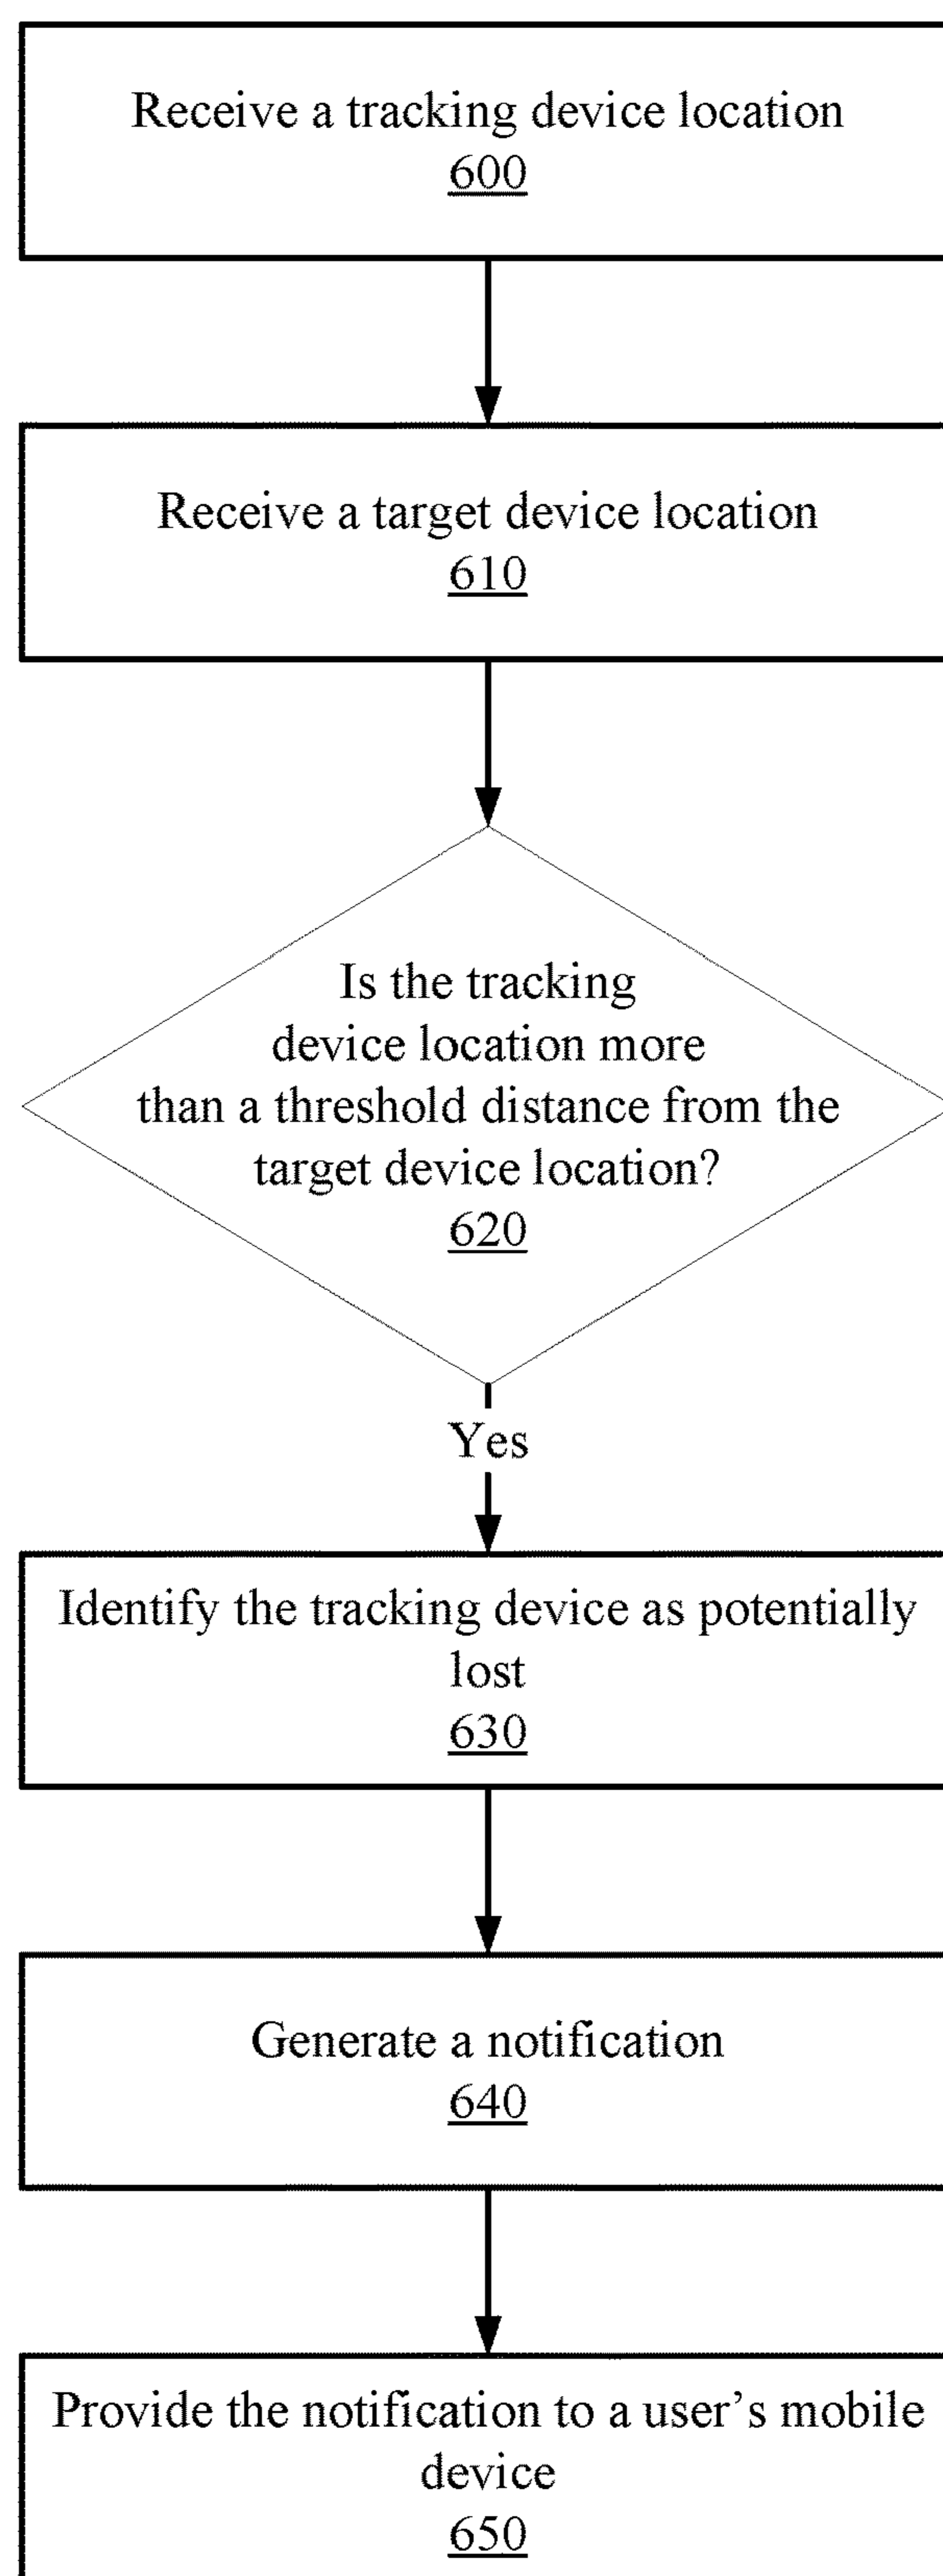 Receive a tracking device location
600
Receive a target device location
610
Is the tracking
device location more
than a threshold distance from the
target device location?
620
Yes
Identify the tracking device as potentially
lost
630
Generate a notification
640
Provide the notification to a user's mobile
device
650